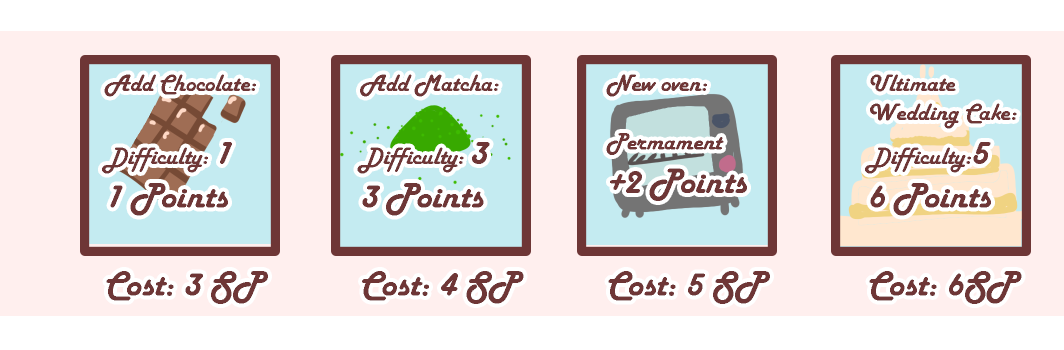 Add Chocolate:
Difficulty: 1
1 Points
Cost: 3 SP
Add Matcha:
Difficulty: 3
3 Points
Cost: 4 SP
New oven:
Permament
+2 Points
Cost: 5 SP
Ultimate
Wedding Cake:
Difficulty:5
6 Points
Cost: 6SP